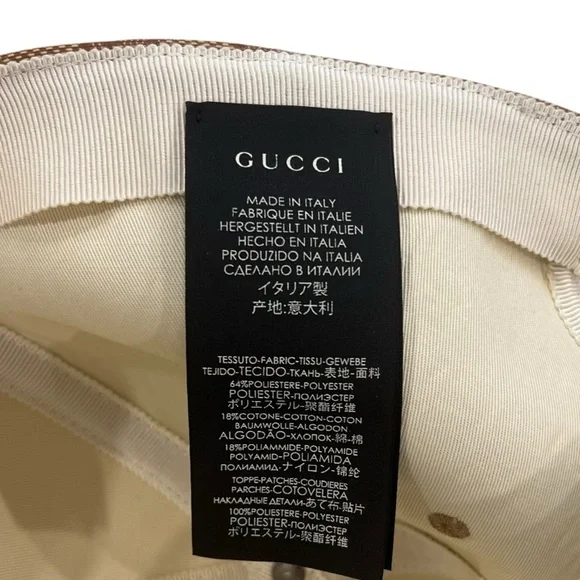 GUCCI
MADE IN ITALY
FABRIQUE EN ITALIE
HERGESTELLT IN ITALIEN
HECHO EN ITALIA
PRODUZIDO NA ITALIA
СДЕЛАНО В ИТАЛИИ
イタリア製
产地:意大利
TESSUTO-FABRIC-TISSU-GEWEBE
TEJIDO-TECIDO-ТКАНЬ-表地-面料
64%POLIESTERE-POLYESTER
POLIESTER-ПОЛИЭСТЕР
ポリエステル-聚酯纤维
18%COTONE-COTTON-COTON
BAUMWOLLE-ALGODON
ALGODÃO-ХЛОПОК-綿-棉
18%POLIAMMIDE-POLYAMIDE
POLYAMID-POLIAMIDA
ПОЛИАМИД-ナイロン-锦纶
TOPPE-PATCHES-COUDIERES
PARCHES-COTOVELERA
НАКЛАДНЫЕ ДЕТАЛИ-あて布-贴片
100%POLIESTERE-POLYESTER
POLIESTER-ПОЛИЭСТЕР
ポリエステル-聚酯纤维